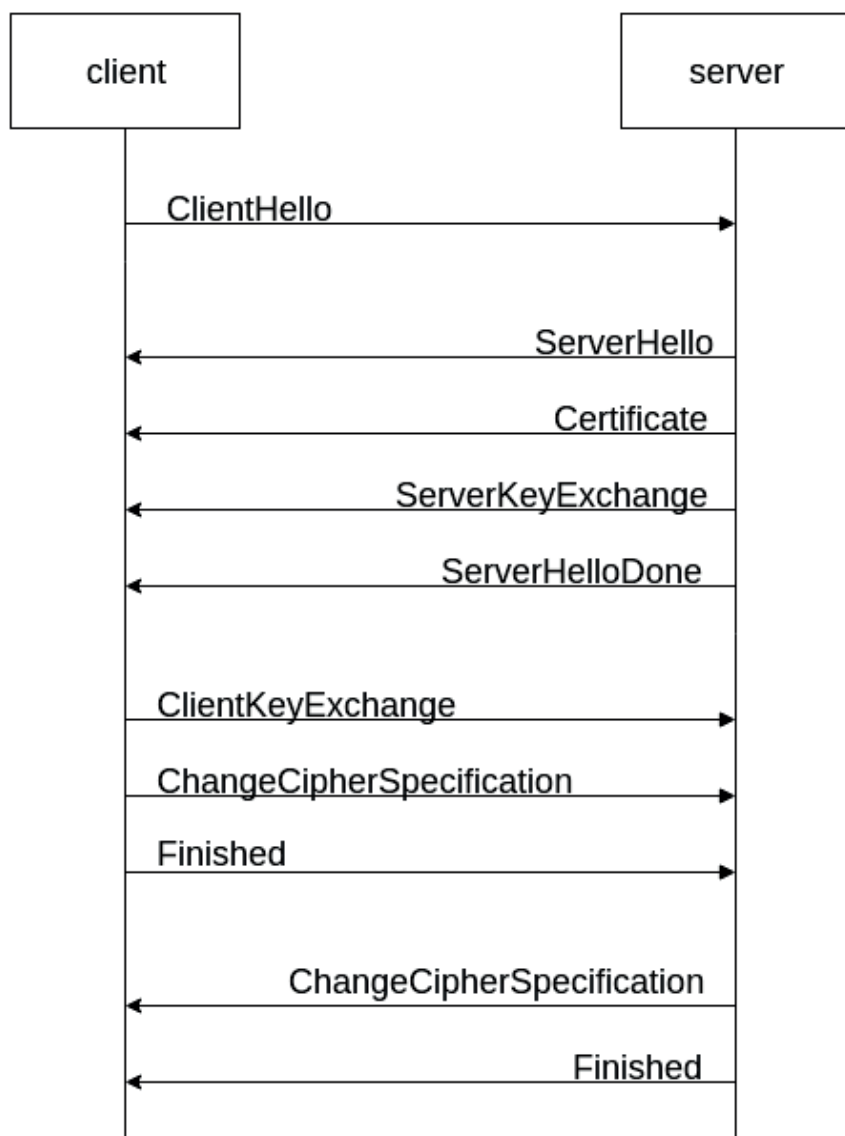 client
server
ClientHello
ServerHello
Certificate
ServerKeyExchange
ServerHelloDone
ClientKeyExchange
ChangeCipherSpecification
Finished
ChangeCipherSpecification
Finished